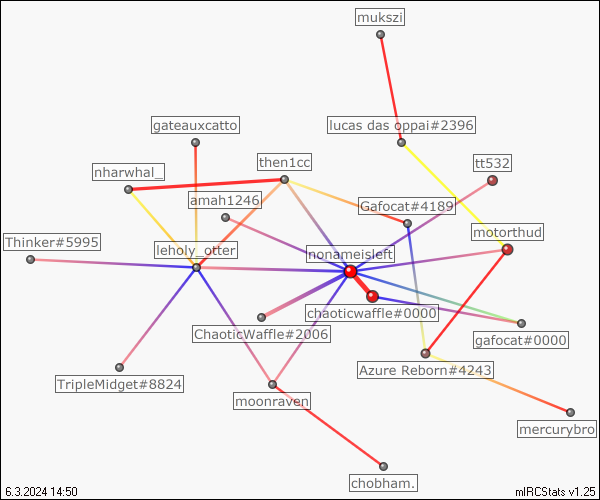 mukszi
gateauxcatto
lucas das oppai#2396
then1cc
tt532
nharwhal_
amah1246
Gafocat#4189
motorthud
Thinker#5995
leholy_otter
nonameisleft
chaoticwaffle#0000
ChaoticWaffle#2006
gafocat#0000
Azure Reborn#4243
TripleMidget#8824
moonraven
mercurybro
chobham.
6.3.2024 14:50
mIRCStats v1.25